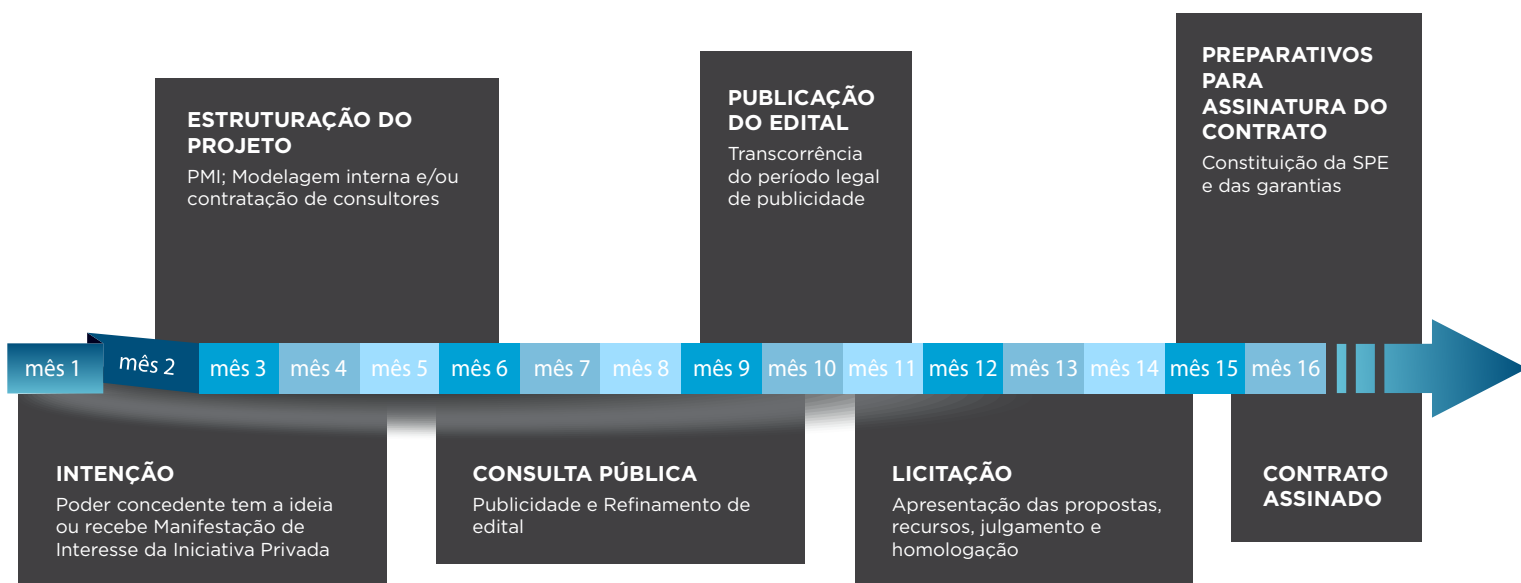 ESTRUTURAÇÃO DO
PROJETO
PMI; Modelagem interna e/ou
contratação de consultores
PUBLICAÇÃO
DO EDITAL
Transcorrência
do período legal
de publicidade
PREPARATIVOS
PARA
ASSINATURA DO
CONTRATO
Constituição da SPE
e das garantias
mês 1 mês 2 mês 3 mês 4 mês 5 mês 6 mês 7 mês 8 mês 9 mês 10 mês 11 mês 12 mês 13 mês 14 mês 15 mês 16
INTENÇÃO
Poder concedente tem a ideia
ou recebe Manifestação de
Interesse da Iniciativa Privada
CONSULTA PÚBLICA
Publicidade e Refinamento de
edital
LICITAÇÃO
Apresentação das propostas,
recursos, julgamento e
homologação
CONTRATO
ASSINADO